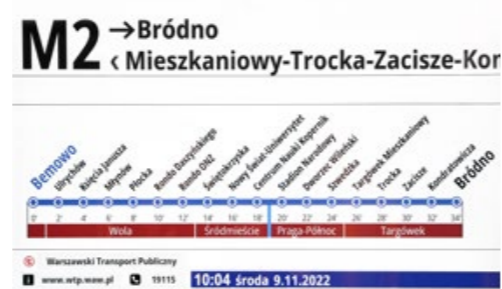 M2 →Bródno
‹ Mieszkaniowy-Trocka-Zacisze-Kon
Bemowo
Ulrychów
Księcia Janusza
Młynów
Płocka
Rondo Daszyńskiego
Rondo ONZ
Świętokrzyska
Nowy Świat-Uniwersytet
Centrum Nauki Kopernik
Stadion Narodowy
Dworzec Wileński
Szwedzka
Targówek Mieszkaniowy
Trocka
Zacisze
Kondratowicza
Bródno
0' 2' 4' 6' 8' 10' 12' 14' 16' 18' 20' 22' 24' 26' 28' 30' 32' 34'
Wola Śródmieście Praga-Północ Targówek
Warszawski Transport Publiczny
www.wtp.waw.pl 19115 10:04 środa 9.11.2022